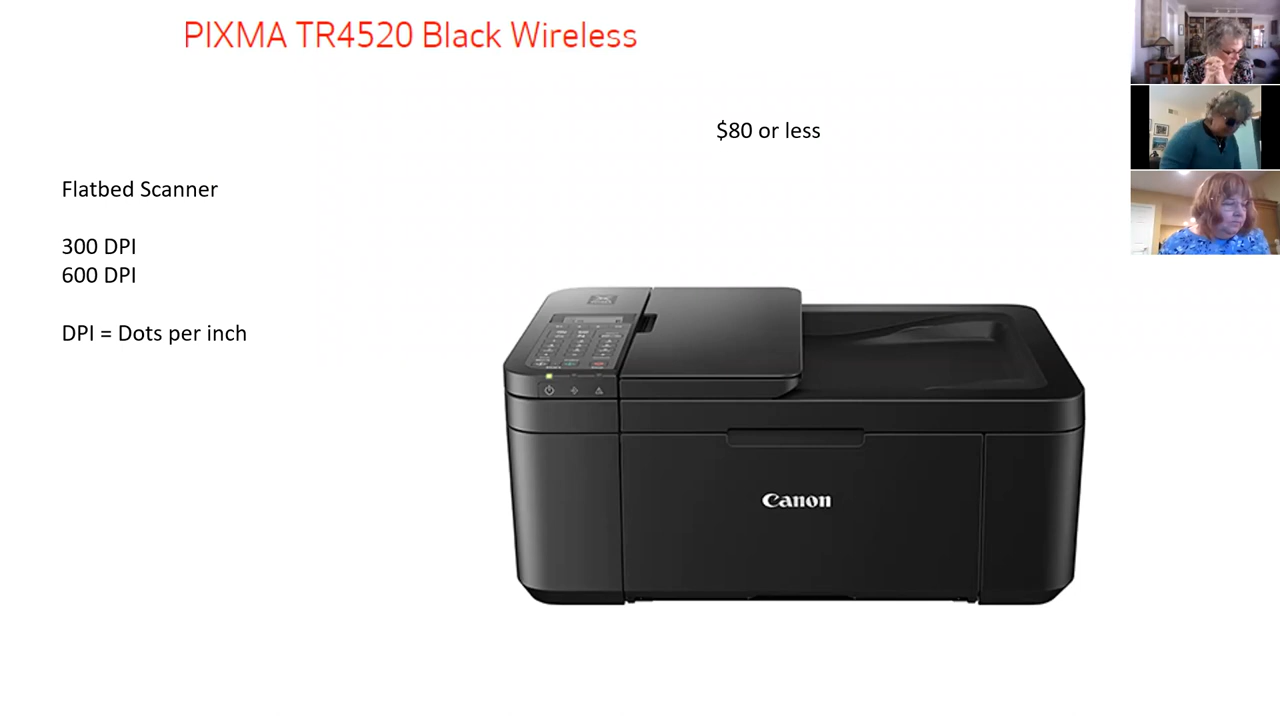 PIXMA TR4520 Black Wireless
$80 or less
Flatbed Scanner
300 DPI
600 DPI
DPI = Dots per inch
Canon